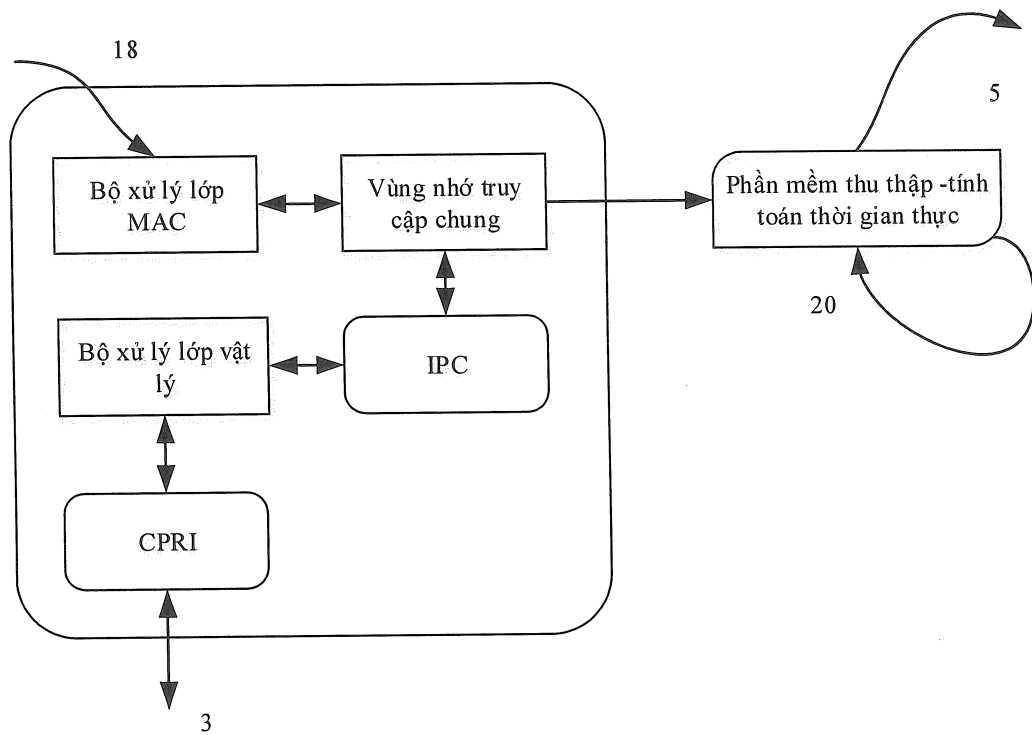 18
5
Bộ xử lý lớp
MAC
Vùng nhớ truy
cập chung
Phần mềm thu thập -tính
toán thời gian thực
20
Bộ xử lý lớp vật
lý
IPC
CPRI
3